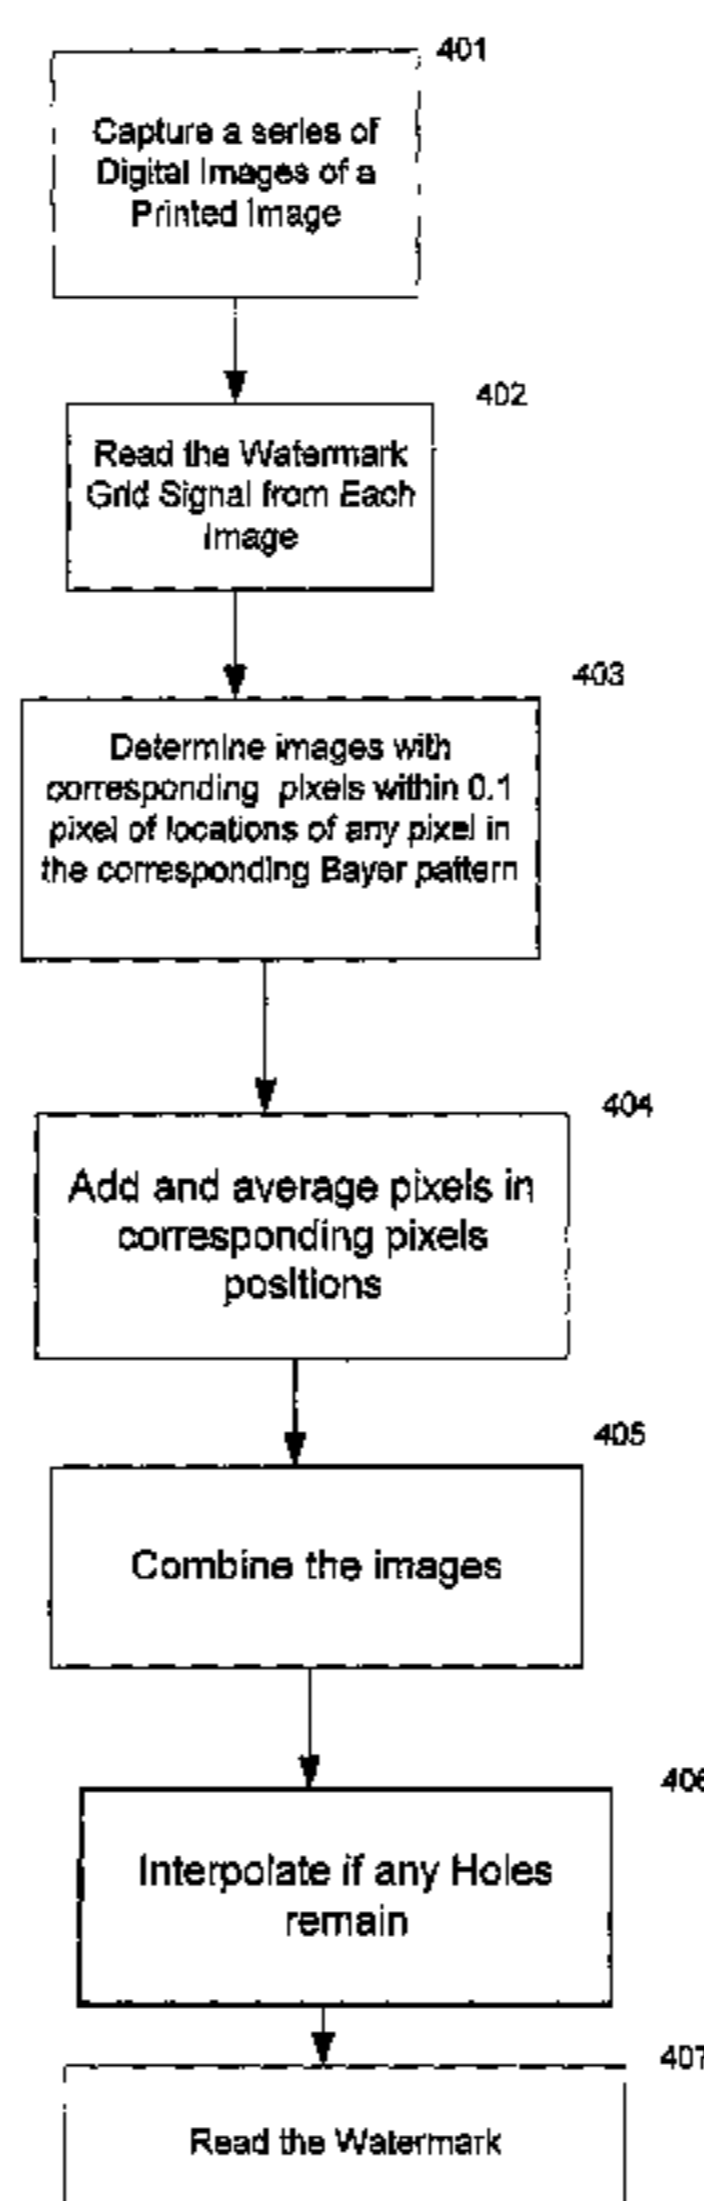 401
Capture a series of
Digital Images of a
Printed Image
402
Read the Watermark
Grid Signal from Each
Image
403
Determine images with
corresponding pixels within 0.1
pixel of locations of any pixel in
the corresponding Bayer pattern
404
Add and average pixels in
corresponding pixels
positions
405
Combine the images
406
Interpolate if any Holes
remain
407
Read the Watermark